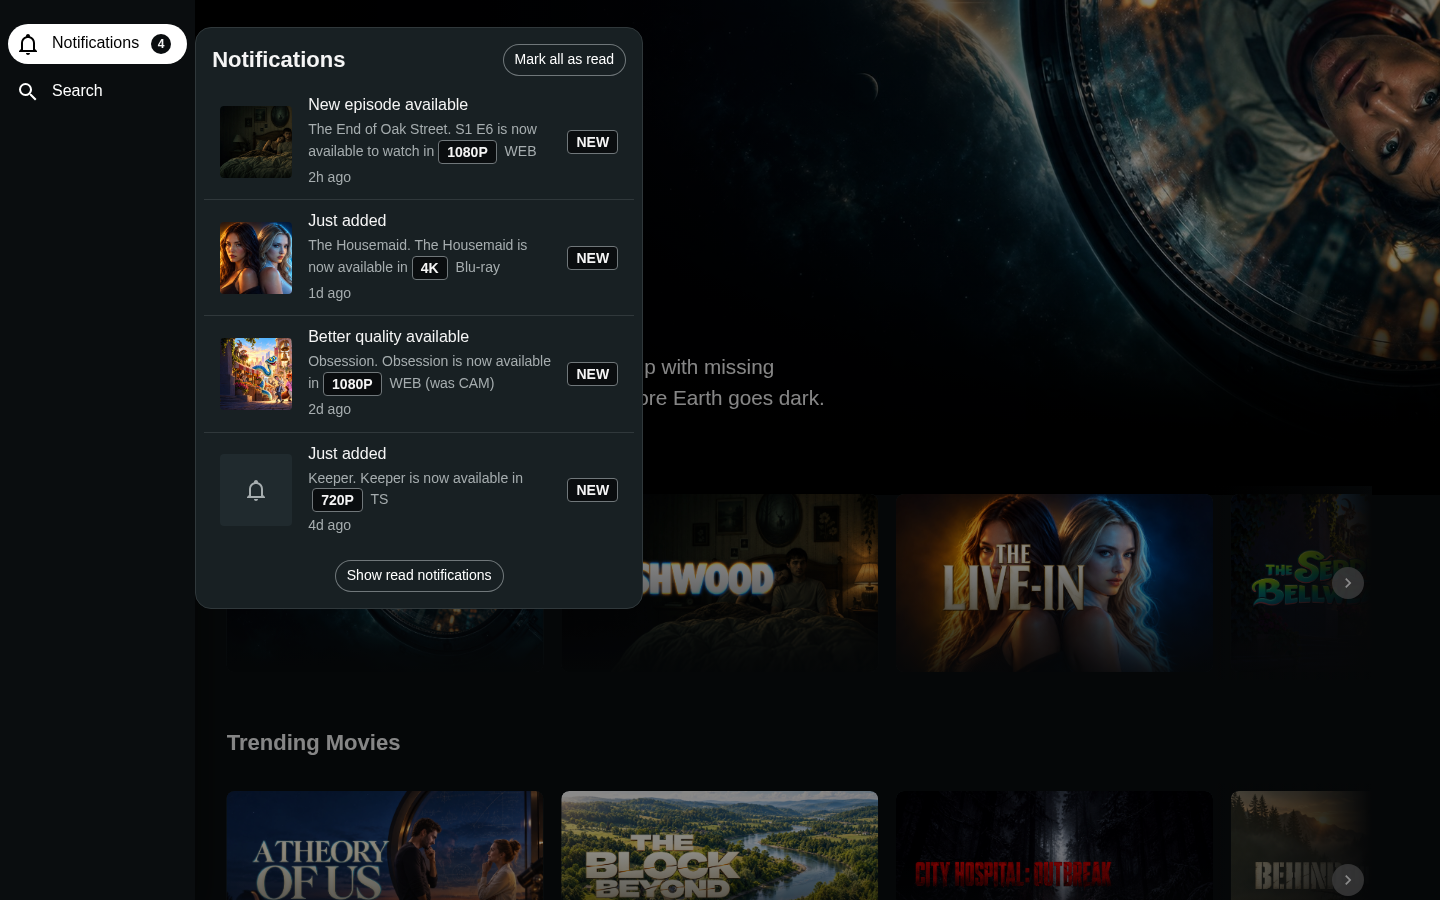 Notifications 4
Search
Notifications
Mark all as read
New episode available
The End of Oak Street. S1 E6 is now
available to watch in 1080P WEB
2h ago
NEW
Just added
The Housemaid. The Housemaid is
now available in 4K Blu-ray
1d ago
NEW
Better quality available
Obsession. Obsession is now available
in 1080P WEB (was CAM)
2d ago
NEW
Just added
Keeper. Keeper is now available in
720P TS
4d ago
NEW
Show read notifications
p with missing
Earth goes dark.
THE
LIVE-IN
THE
Trending Movies
A THEORY
OF US
THE
BLOCK
BEYOND
CITY HOSPITAL: OUTBREAK